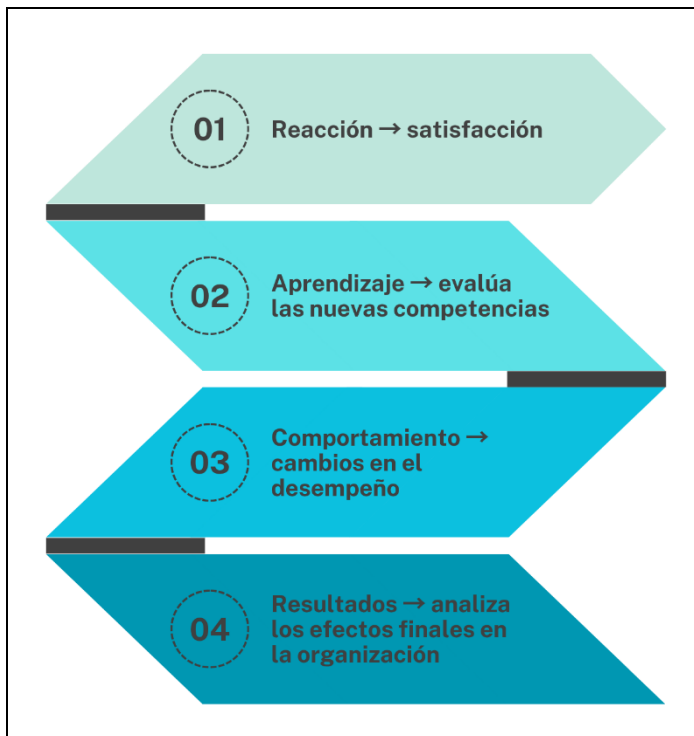 01
Reacción → satisfacción
02
Aprendizaje → evalúa
las nuevas competencias
03
Comportamiento →
cambios en el
desempeño
04
Resultados → analiza
los efectos finales en
la organización